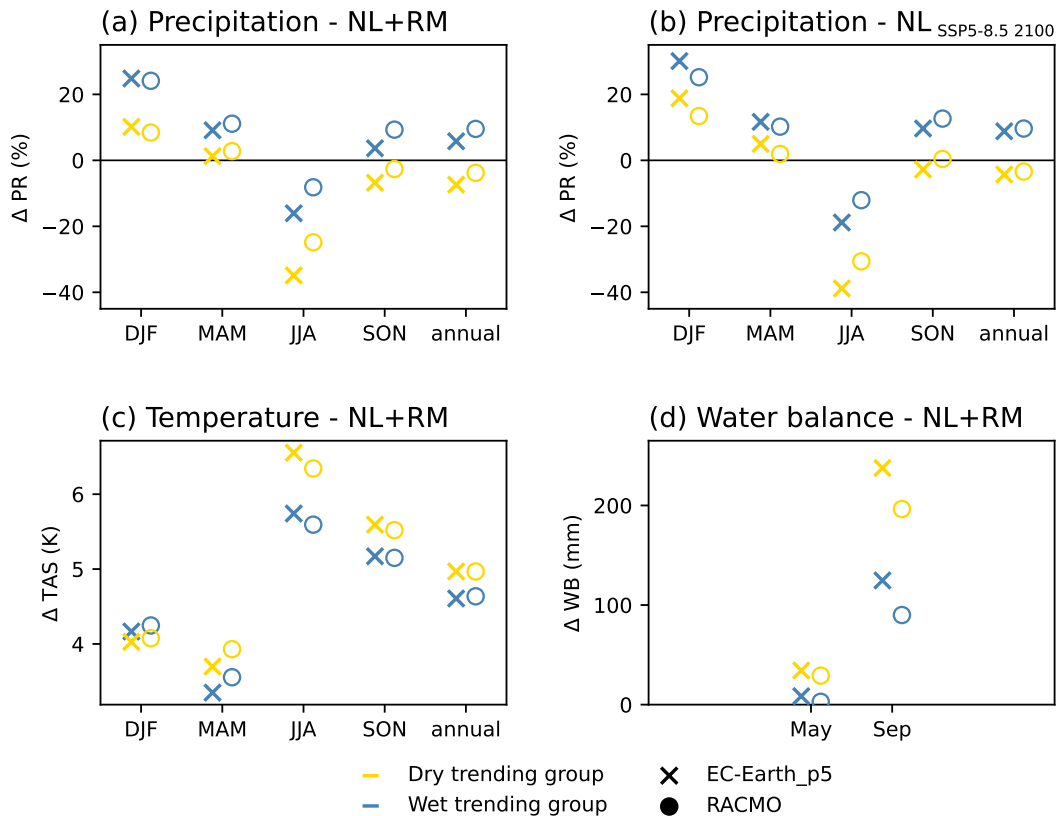 (a) Precipitation - NL+RM
Δ PR (%)
20
0
−20
−40
DJF MAM JJA SON annual
(b) Precipitation - NL SSP5-8.5 2100
Δ PR (%)
20
0
−20
−40
DJF MAM JJA SON annual
(c) Temperature - NL+RM
Δ TAS (K)
6
5
4
DJF MAM JJA SON annual
(d) Water balance - NL+RM
Δ WB (mm)
200
100
0
May Sep
Dry trending group
Wet trending group
EC-Earth_p5
RACMO